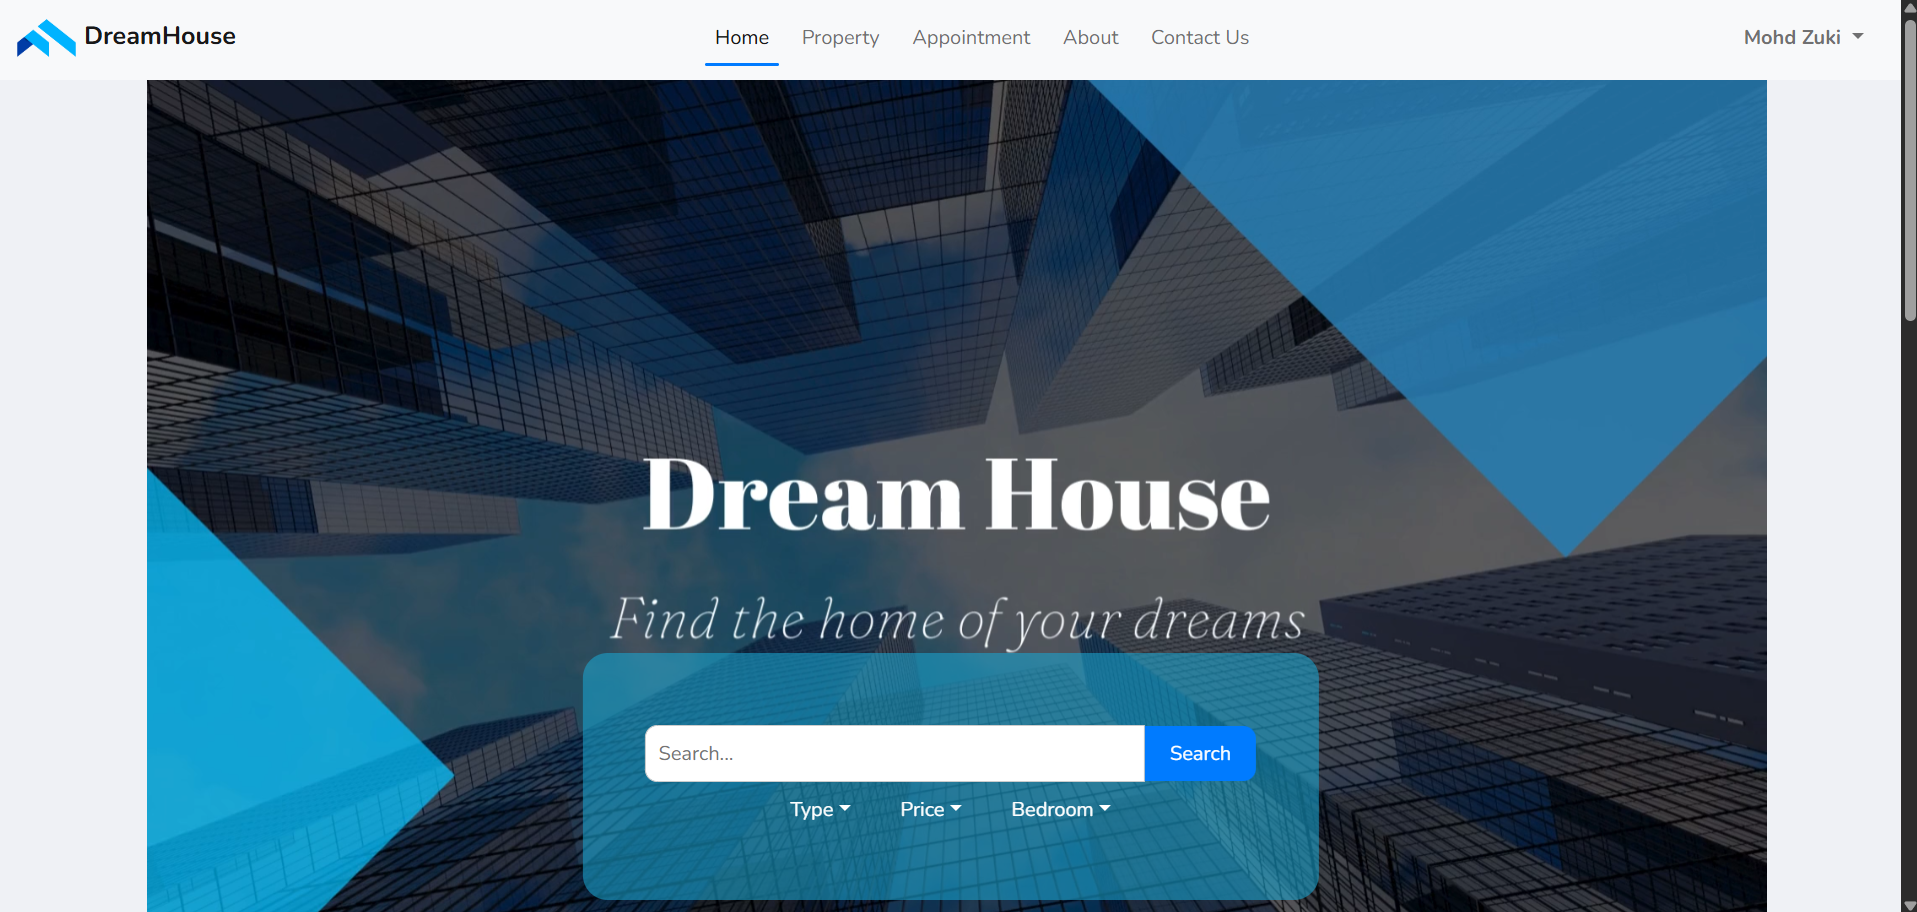 DreamHouse
Home Property Appointment About Contact Us
Mohd Zuki
Dream House
Find the home of your dreams
Search...
Search
Type Price Bedroom